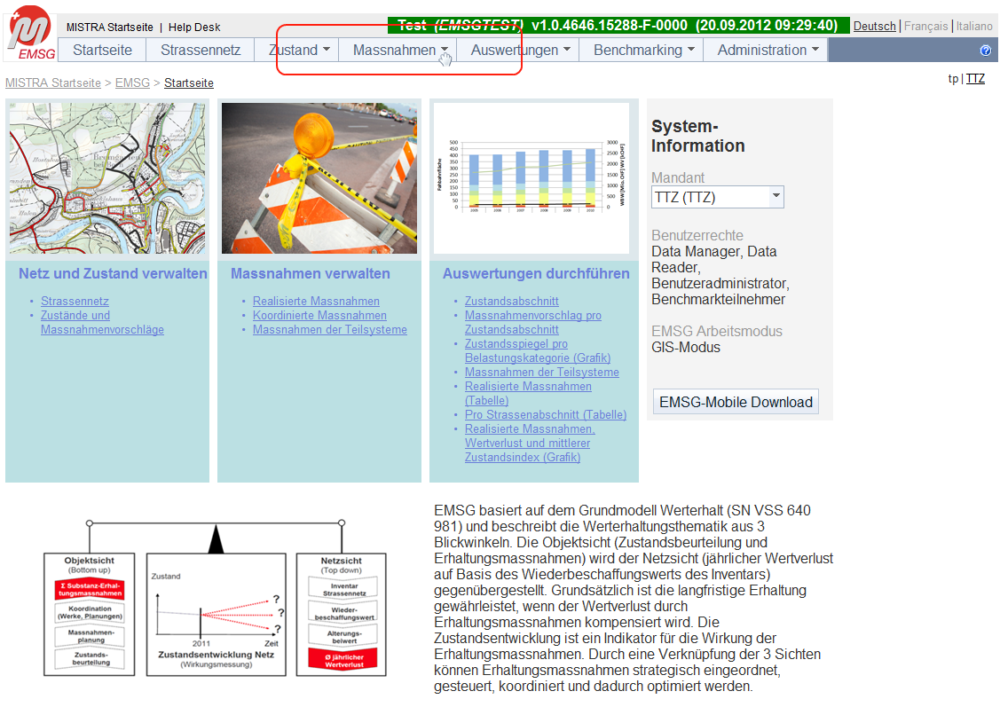 MISTRA Startseite | Help Desk
Test (EMSGTEST) v1.0.4646.15288-F-0000 (20.09.2012 09:29:40)
Deutsch | Français | Italiano
EMSG
Startseite Strassennetz Zustand Massnahmen Auswertungen Benchmarking Administration
MISTRA Startseite > EMSG > Startseite
tp | TTZ
Netz und Zustand verwalten
• Strassennetz
• Zustände und
Massnahmenvorschläge
Massnahmen verwalten
• Realisierte Massnahmen
• Koordinierte Massnahmen
• Massnahmen der Teilsysteme
500
450
400
350
300
250
200
150
100
50
0
3000
2500
2000
1500
1000
500
0
Fahrbahnfläche
2005 2006 2007 2008 2009 2010
Auswertungen durchführen
• Zustandsabschnitt
• Massnahmenvorschlag pro
Zustandsabschnitt
• Zustandsspiegel pro
Belastungskategorie (Grafik)
• Massnahmen der Teilsysteme
• Realisierte Massnahmen
(Tabelle)
• Pro Strassenabschnitt (Tabelle)
• Realisierte Massnahmen,
Wertverlust und mittlerer
Zustandsindex (Grafik)
System-
Information
Mandant
TTZ (TTZ)
Benutzerrechte
Data Manager, Data
Reader,
Benutzeradministrator,
Benchmarkteilnehmer
EMSG Arbeitsmodus
GIS-Modus
EMSG-Mobile Download
Objektsicht
(Bottom up)
Σ Substanz-Erhal-
tungsmassnahmen
Koordination
(Werke, Planungen)
Massnahmen-
planung
Zustands-
beurteilung
Zustand
?
?
?
2011
Zeit
Zustandsentwicklung Netz
(Wirkungsmessung)
Netzsicht
(Top down)
Inventar
Strassennetz
Wieder-
beschaffungswert
Alterungs-
beiwert
Ø jährlicher
Wertverlust
EMSG basiert auf dem Grundmodell Werterhalt (SN VSS 640
981) und beschreibt die Werterhaltungsthematik aus 3
Blickwinkeln. Die Objektsicht (Zustandsbeurteilung und
Erhaltungsmassnahmen) wird der Netzsicht (jährlicher Wertverlust
auf Basis des Wiederbeschaffungswerts des Inventars)
gegenübergestellt. Grundsätzlich ist die langfristige Erhaltung
gewährleistet, wenn der Wertverlust durch
Erhaltungsmassnahmen kompensiert wird. Die
Zustandsentwicklung ist ein Indikator für die Wirkung der
Erhaltungsmassnahmen. Durch eine Verknüpfung der 3 Sichten
können Erhaltungsmassnahmen strategisch eingeordnet,
gesteuert, koordiniert und dadurch optimiert werden.